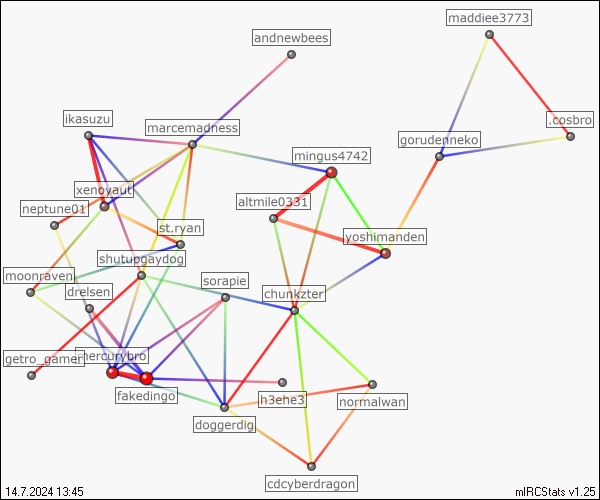 maddiee3773
andnewbees
ikasuzu
marcemadness
.cosbro
gorudenneko
mingus4742
xenoyaut
altmile0331
neptune01
st.ryan
yoshimanden
shutupgaydog
moonraven
sorapie
drelsen
chunkzter
getro_gamer
mercurybro
fakedingo
h3ehe3
normalwan
doggerdig
cdcyberdragon
14.7.2024 13:45
mIRCStats v1.25